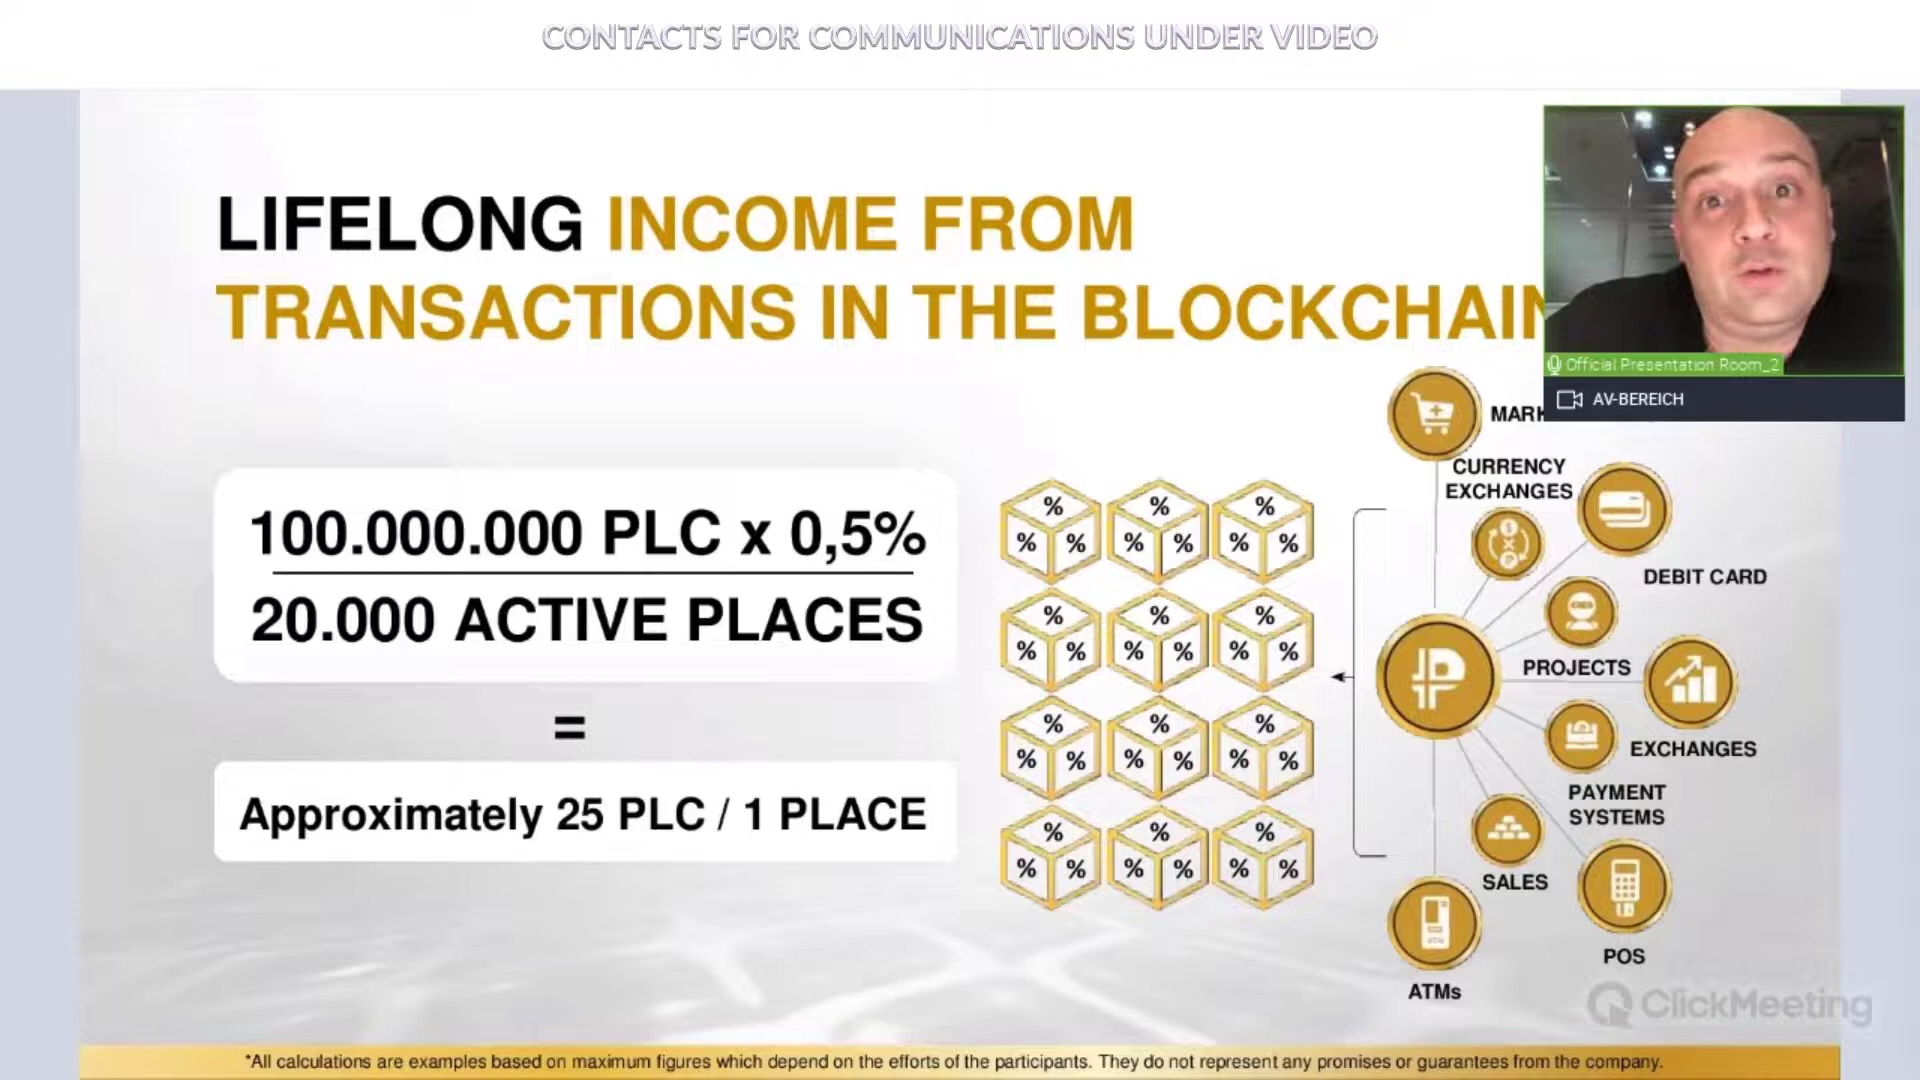 CONTACTS FOR COMMUNICATIONS UNDER VIDEO
LIFELONG INCOME FROM
TRANSACTIONS IN THE BLOCKCHAIN
Official Presentation Room_2
AV-BEREICH
MARK
CURRENCY
EXCHANGES
DEBIT CARD
PROJECTS
EXCHANGES
PAYMENT
SYSTEMS
SALES
POS
ATMs
100.000.000 PLC x 0,5%
20.000 ACTIVE PLACES
=
Approximately 25 PLC / 1 PLACE
% % %
% % % % % %
% % %
% % % % % %
% % %
% % % % % %
% % %
% % % % % %
ClickMeeting
*All calculations are examples based on maximum figures which depend on the efforts of the participants. They do not represent any promises or guarantees from the company.